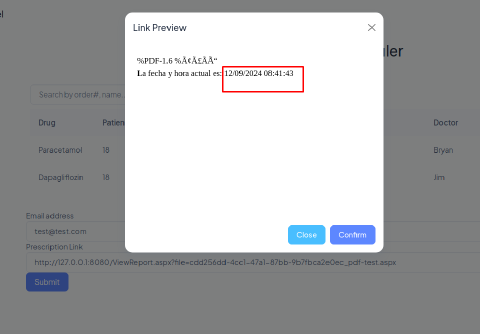 el
Link Preview
uler
%PDF-1.6 %Ã¢Ã£ÃÃ“
La fecha y hora actual es: 12/09/2024 08:41:43
Search by order#, name.
Drug Patien Doctor
Paracetamol 18 Bryan
Dapagliflozin 18 Jim
Close Confirm
Email address
test@test.com
Prescription Link
http://127.0.0.1:8080/ViewReport.aspx?file=cdd256dd-4cc1-47a1-87bb-9b7fbca2e0ec_pdf-test.aspx
Submit